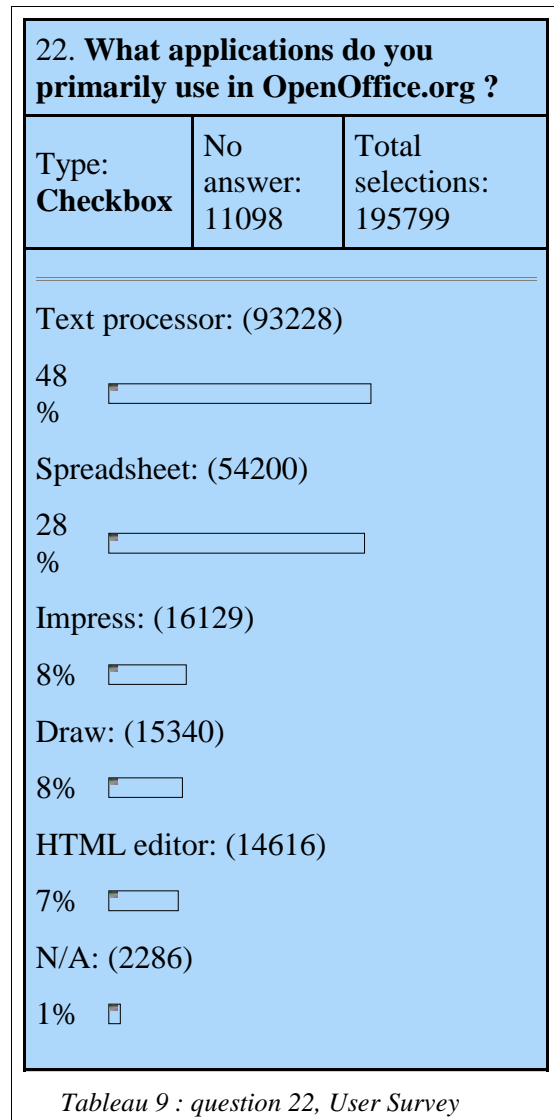 22. What applications do you
primarily use in OpenOffice.org ?
Type:
Checkbox
No
answer:
11098
Total
selections:
195799
Text processor: (93228)
48
%
Spreadsheet: (54200)
28
%
Impress: (16129)
8%
Draw: (15340)
8%
HTML editor: (14616)
7%
N/A: (2286)
1%
Tableau 9 : question 22, User Survey